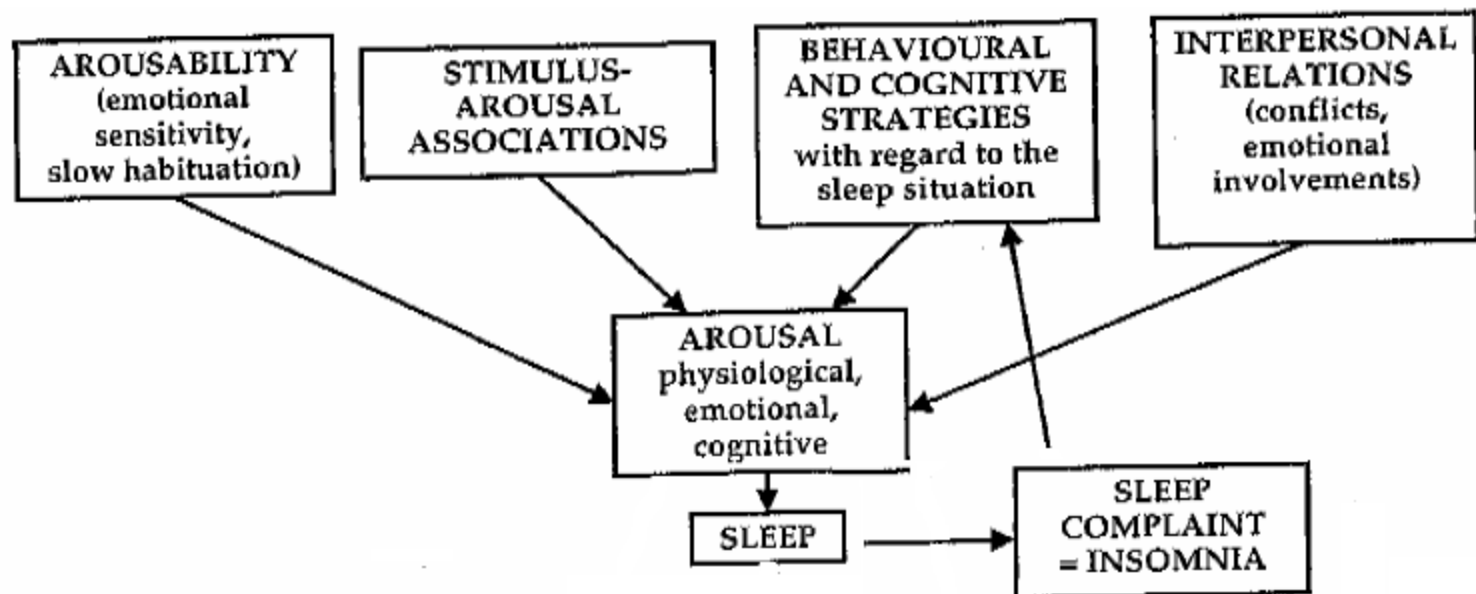 AROUSABILITY
(emotional
sensitivity,
slow habituation)
STIMULUS-
AROUSAL
ASSOCIATIONS
BEHAVIOURAL
AND COGNITIVE
STRATEGIES
with regard to the
sleep situation
INTERPERSONAL
RELATIONS
(conflicts,
emotional
involvements)
AROUSAL
physiological,
emotional,
cognitive
SLEEP
SLEEP
COMPLAINT
= INSOMNIA